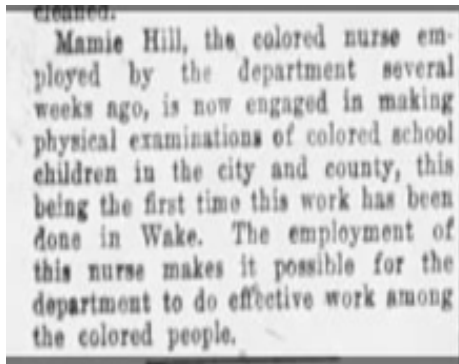 cleaned.
Mamie Hill, the colored nurse em-
ployed by the department several
weeks ago, is now engaged in making
physical examinations of colored school
children in the city and county, this
being the first time this work has been
done in Wake. The employment of
this nurse makes it possible for the
department to do effective work among
the colored people.